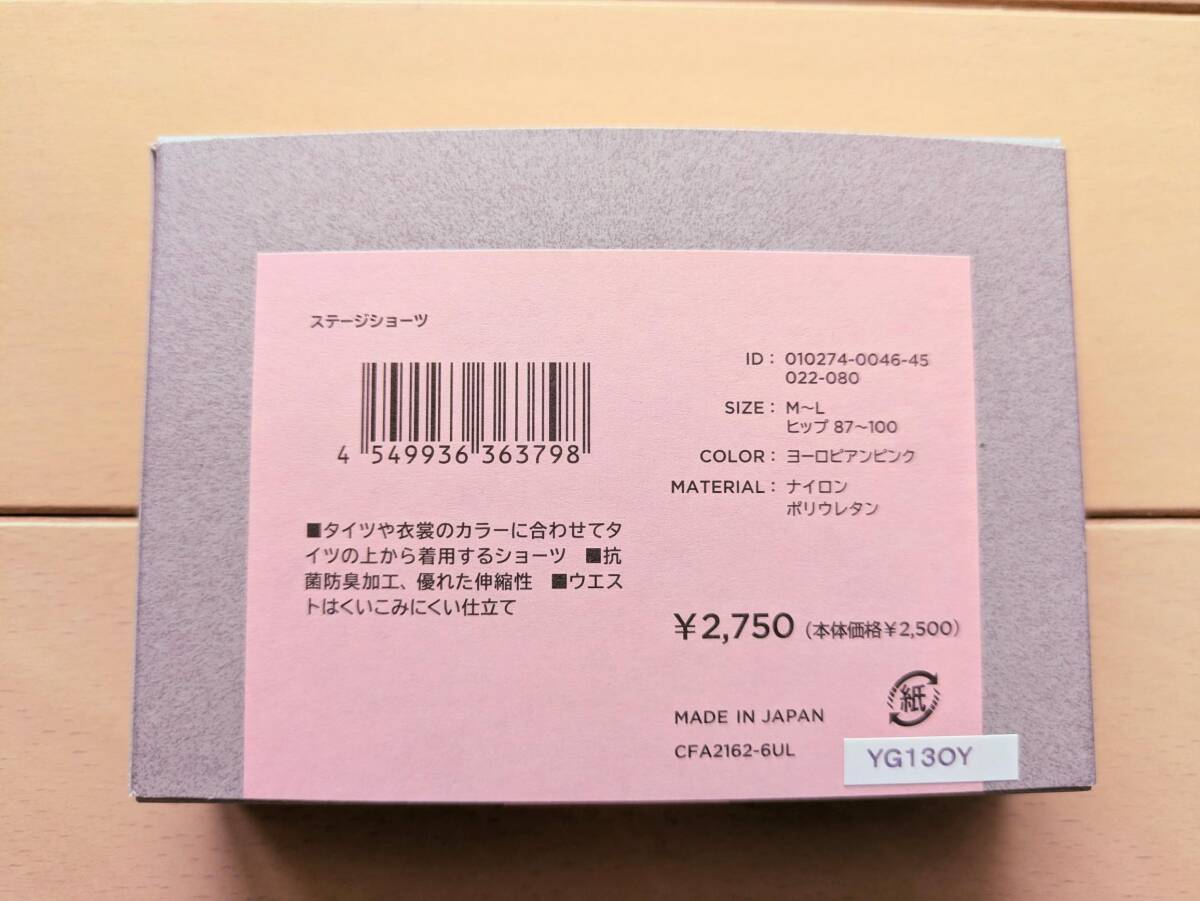 ステージショーツ
4 549936 363798
■タイツや衣裳のカラーに合わせてタ
イツの上から着用するショーツ ■抗
菌防臭加工、優れた伸縮性 ■ウエス
トはくいこみにくい仕立て
ID： 010274-0046-45
022-080
SIZE： M〜L
ヒップ 87〜100
COLOR： ヨーロピアンピンク
MATERIAL： ナイロン
ポリウレタン
￥2,750（本体価格￥2,500）
紙
MADE IN JAPAN
CFA2162-6UL
YG13OY